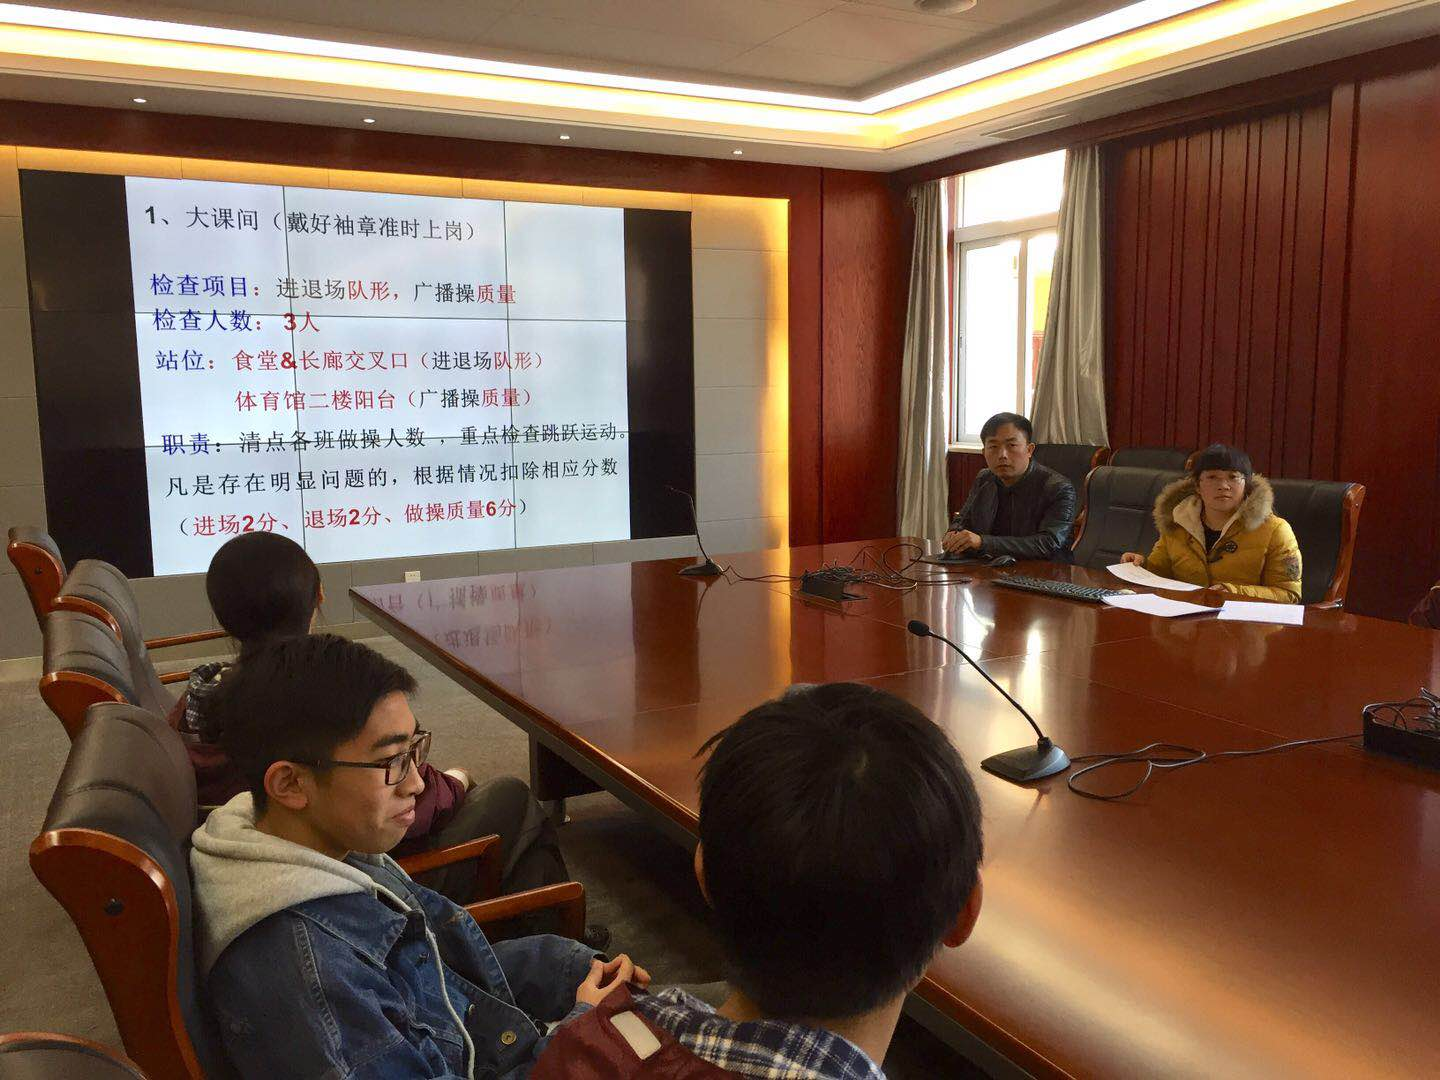 1、大课间（戴好袖章准时上岗）
检查项目：进退场队形，广播操质量
检查人数：3人
站位：食堂&长廊交叉口（进退场队形）
体育馆二楼阳台（广播操质量）
职责：清点各班做操人数 ，重点检查跳跃运动。
凡是存在明显问题的，根据情况扣除相应分数
（进场2分、退场2分、做操质量6分）